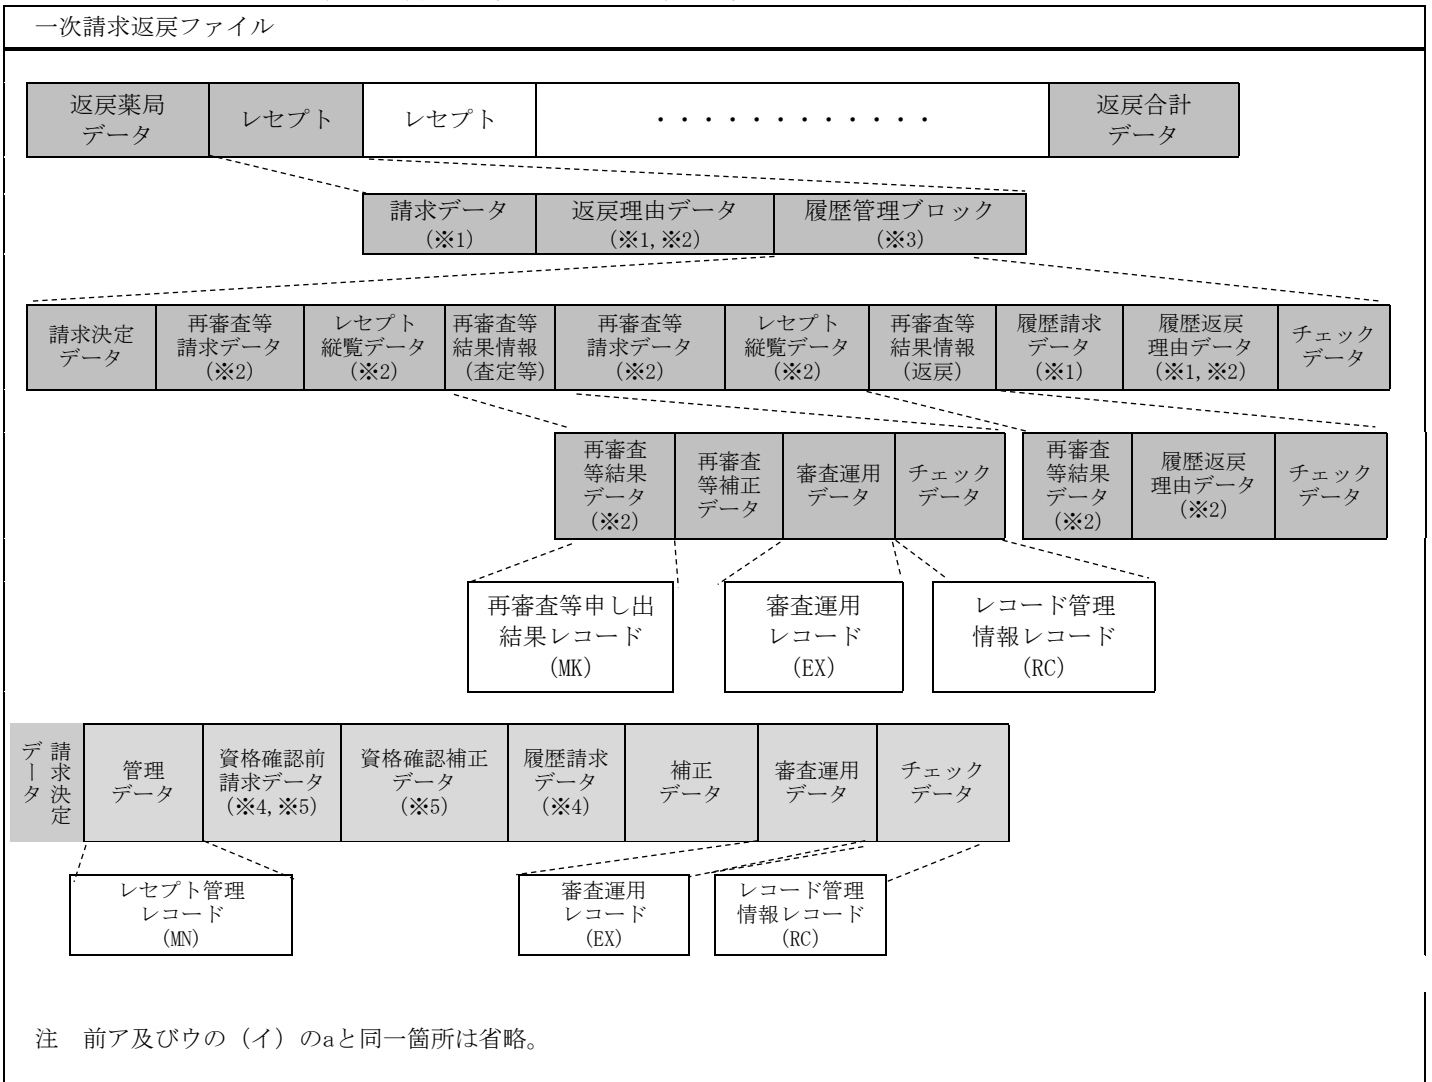 一次請求返戻ファイル
返戻薬局
データ
レセプト
レセプト
・・・・・・・・・・・・
返戻合計
データ
請求データ
(※1)
返戻理由データ
(※1,※2)
履歴管理ブロック
(※3)
請求決定
データ
再審査等
請求データ
(※2)
レセプト
縦覧データ
(※2)
再審査等
結果情報
（査定等）
再審査等
請求データ
(※2)
レセプト
縦覧データ
(※2)
再審査等
結果情報
（返戻）
履歴請求
データ
(※1)
履歴返戻
理由データ
(※1,※2)
チェック
データ
再審査
等結果
データ
(※2)
再審査
等補正
データ
審査運用
データ
チェック
データ
再審査
等結果
データ
(※2)
履歴返戻
理由データ
(※2)
チェック
データ
再審査等申し出
結果レコード
(MK)
審査運用
レコード
(EX)
レコード管理
情報レコード
(RC)
請求決定
データ
管理
データ
資格確認前
請求データ
(※4,※5)
資格確認補正
データ
(※5)
履歴請求
データ
(※4)
補正
データ
審査運用
データ
チェック
データ
レセプト管理
レコード
(MN)
審査運用
レコード
(EX)
レコード管理
情報レコード
(RC)
注　前ア及びウの（イ）のaと同一箇所は省略。